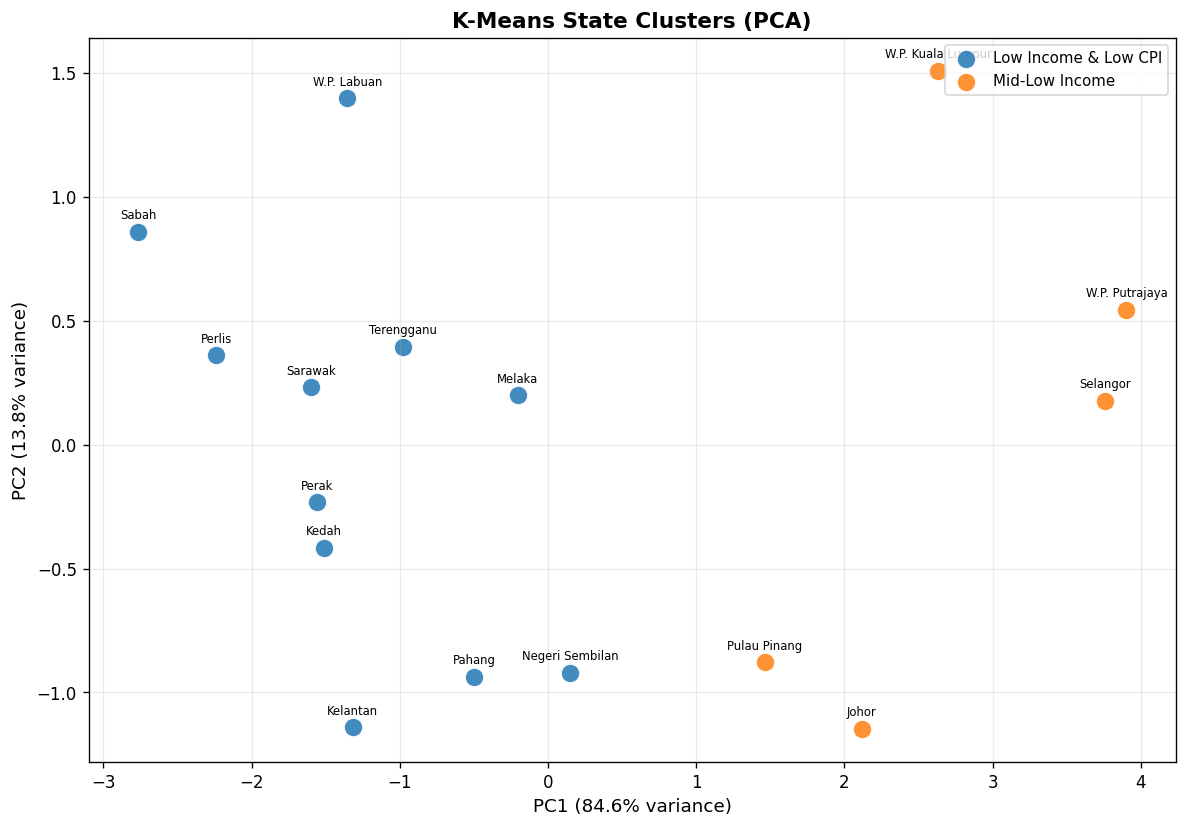 K-Means State Clusters (PCA)
W.P. Kuala Lumpur
Low Income & Low CPI
Mid-Low Income
W.P. Labuan
Sabah
W.P. Putrajaya
Perlis
Terengganu
Sarawak
Melaka
Selangor
Perak
Kedah
Pahang
Negeri Sembilan
Pulau Pinang
Kelantan
Johor
1.5
1.0
0.5
0.0
−0.5
−1.0
PC2 (13.8% variance)
−3
−2
−1
0
1
2
3
4
PC1 (84.6% variance)